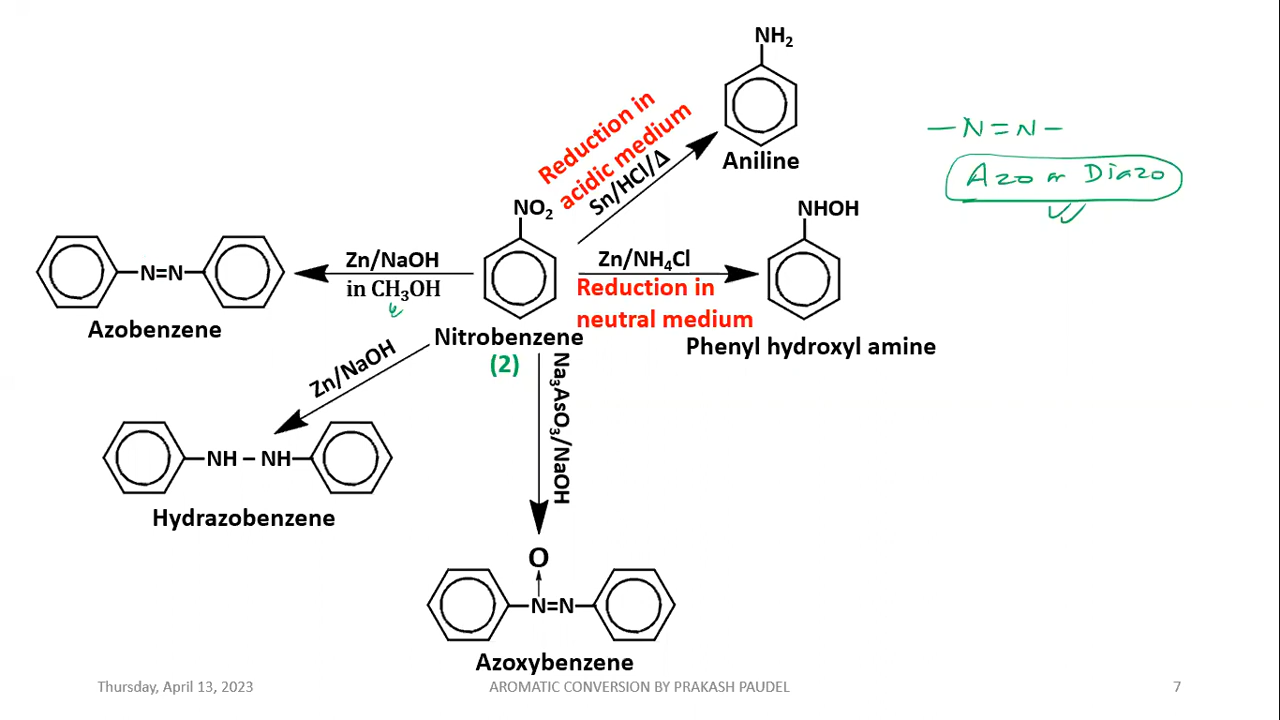 NH₂
Aniline
Reduction in
acidic medium
Sn/HCl/Δ
—N=N—
Azo or Diazo
NO₂
NHOH
Zn/NaOH
in CH₃OH
Zn/NH₄Cl
Reduction in
neutral medium
N=N
Azobenzene
Nitrobenzene
(2)
Phenyl hydroxyl amine
Zn/NaOH
Na₃AsO₃/NaOH
NH – NH
Hydrazobenzene
O
N=N
Azoxybenzene
Thursday, April 13, 2023
AROMATIC CONVERSION BY PRAKASH PAUDEL
7